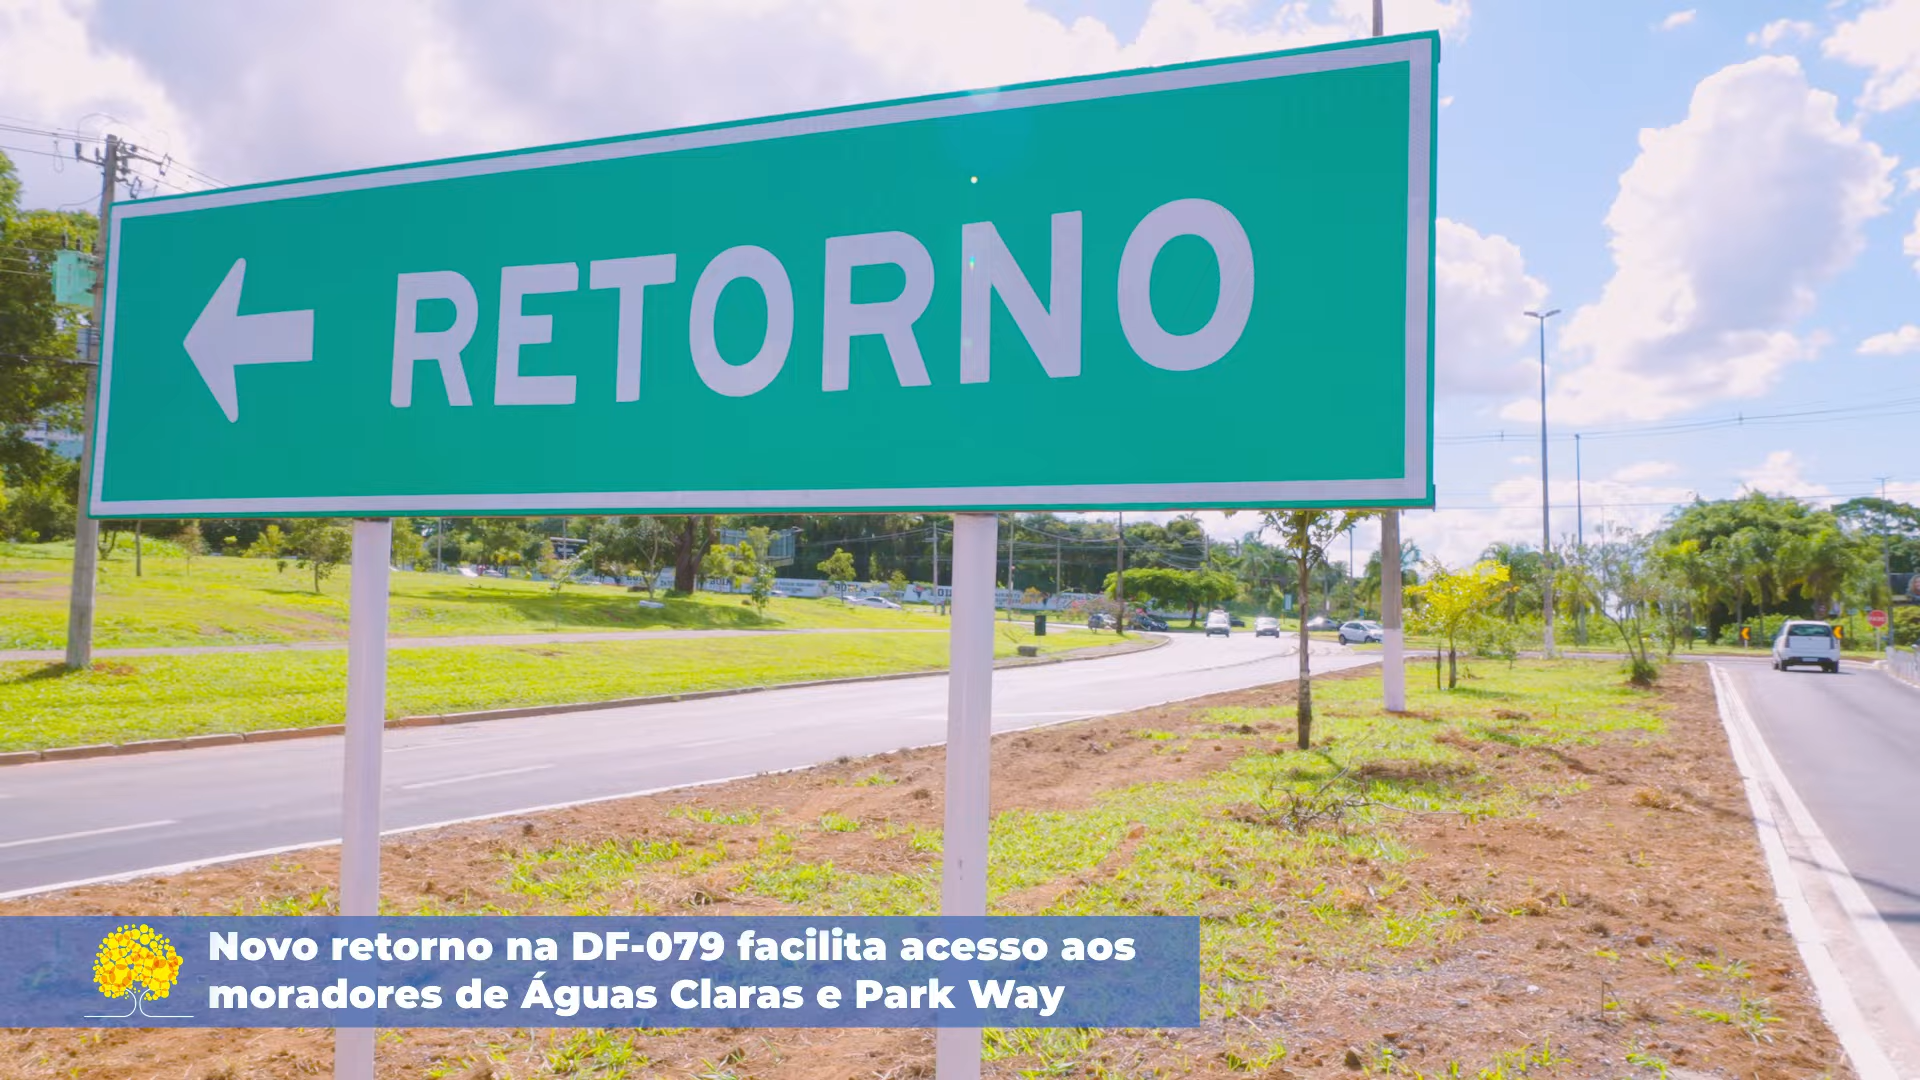 RETORNO
Novo retorno na DF-079 facilita acesso aos
moradores de Águas Claras e Park Way